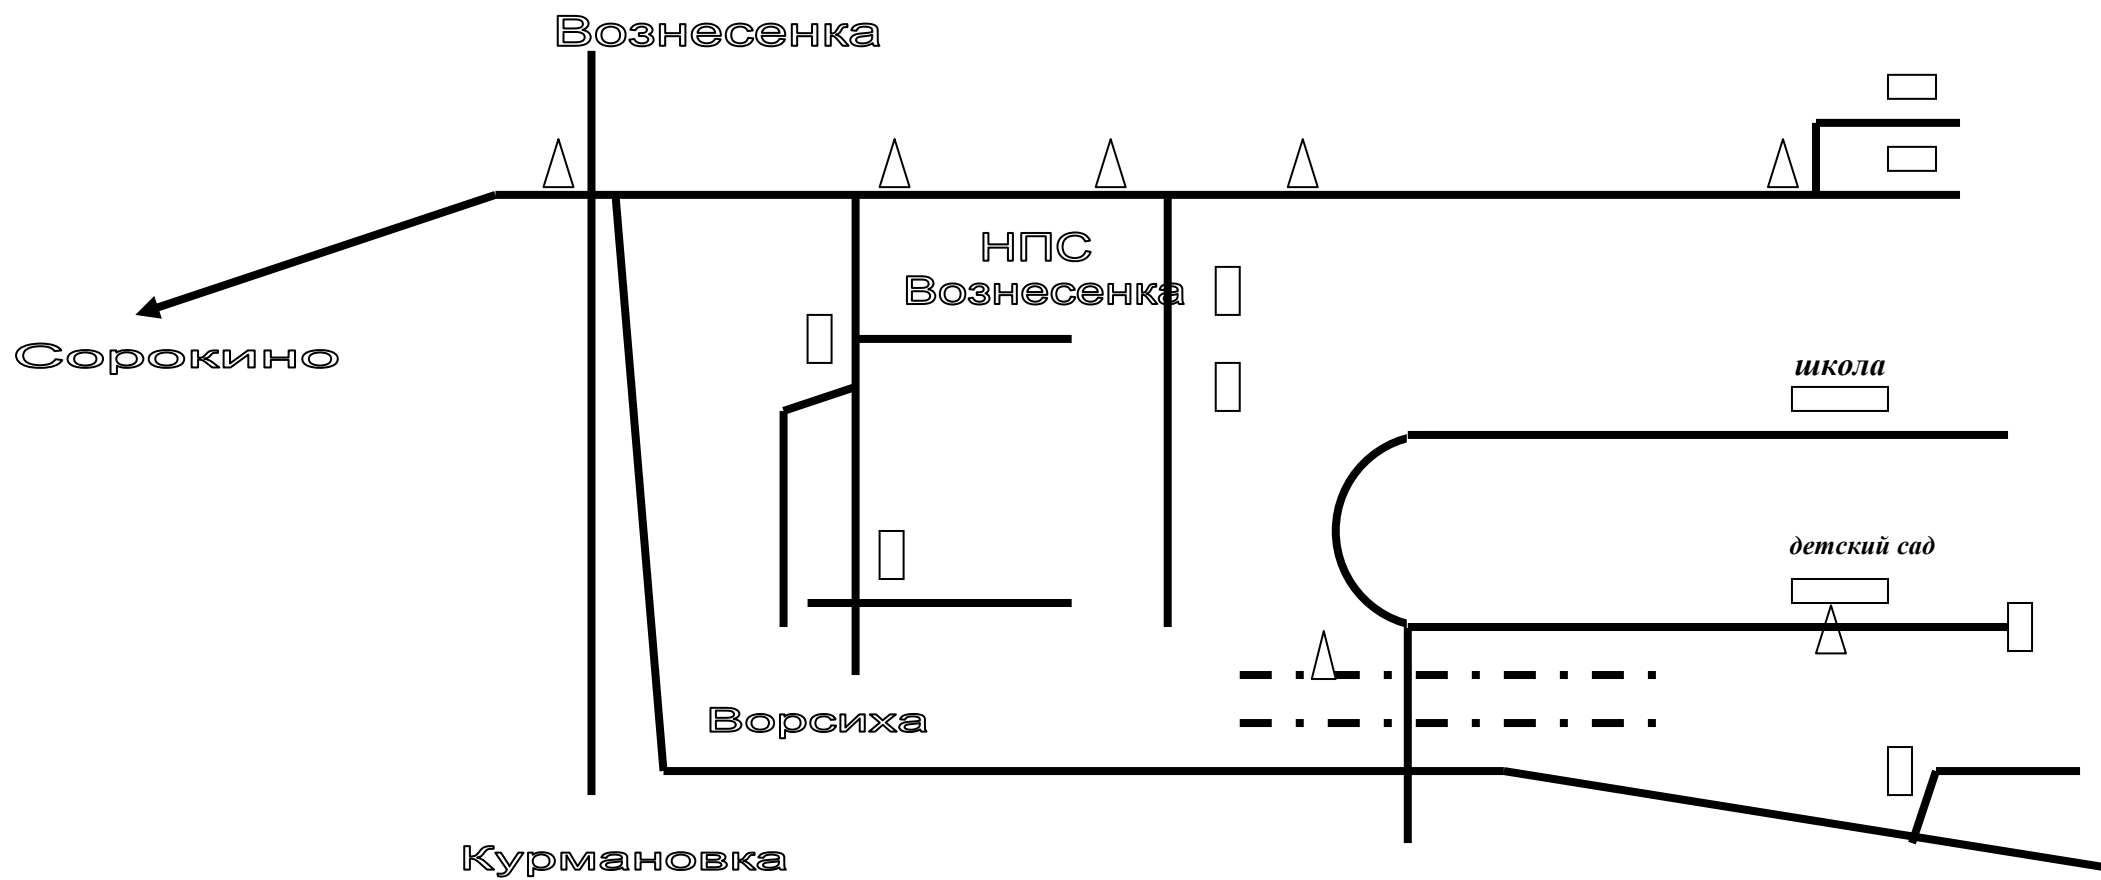 Вознесенка
НПС
Вознесенка
Сорокино
школа
детский сад
Ворсиха
Курмановка